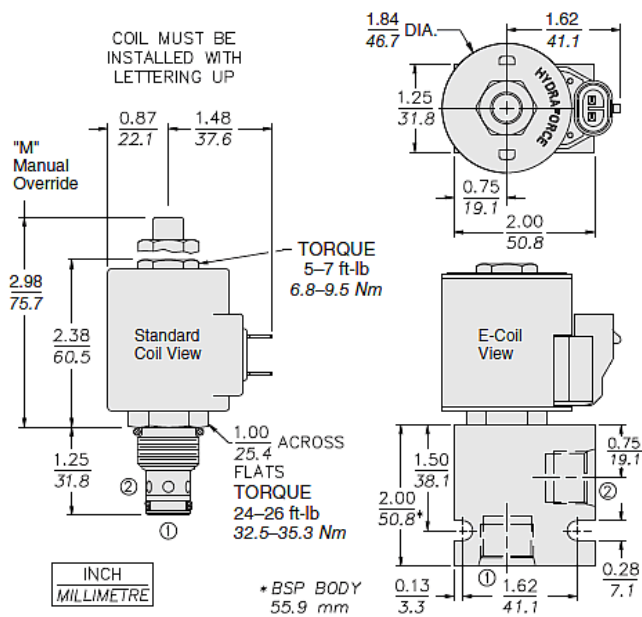 COIL MUST BE
INSTALLED WITH
LETTERING UP
0.87
22.1
1.48
37.6
"M"
Manual
Override
2.98
75.7
2.38
60.5
1.25
31.8
TORQUE
5–7 ft-lb
6.8–9.5 Nm
Standard
Coil View
1.00
25.4
ACROSS
FLATS
TORQUE
24–26 ft-lb
32.5–35.3 Nm
②
①
INCH
MILLIMETRE
1.84
46.7
DIA.
1.62
41.1
1.25
31.8
HYDRAFORCE
0.75
19.1
2.00
50.8
E-Coil
View
1.50
38.1
2.00
50.8*
0.75
19.1
②
①
0.28
7.1
0.13
3.3
1.62
41.1
*BSP BODY
55.9 mm